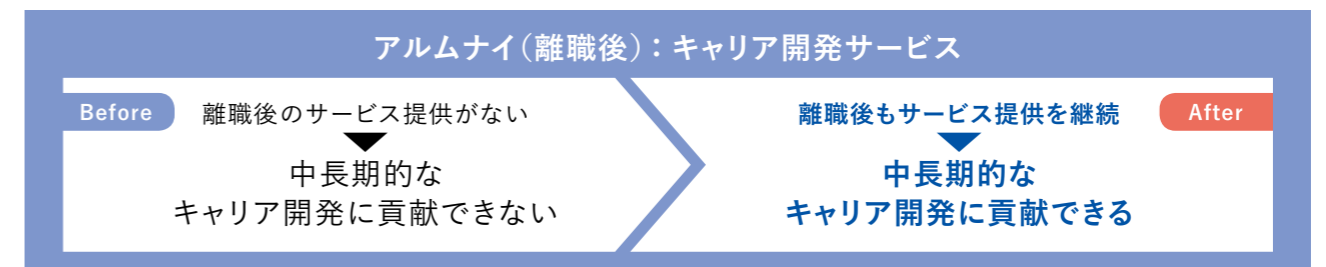 アルムナイ(離職後):キャリア開発サービス
Before
離職後のサービス提供がない
中長期的な
キャリア開発に貢献できない
離職後もサービス提供を継続
After
中長期的な
キャリア開発に貢献できる